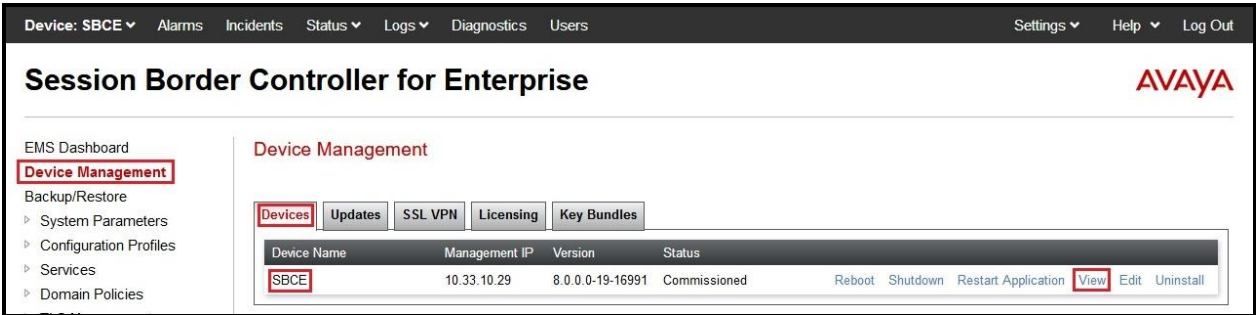 Device: SBCE Alarms Incidents Status Logs Diagnostics Users Settings Help Log Out
Session Border Controller for Enterprise
AVAYA
EMS Dashboard
Device Management
Backup/Restore
System Parameters
Configuration Profiles
Services
Domain Policies
Device Management
Devices Updates SSL VPN Licensing Key Bundles
Device Name Management IP Version Status
SBCE 10.33.10.29 8.0.0.0-19-16991 Commissioned Reboot Shutdown Restart Application View Edit Uninstall